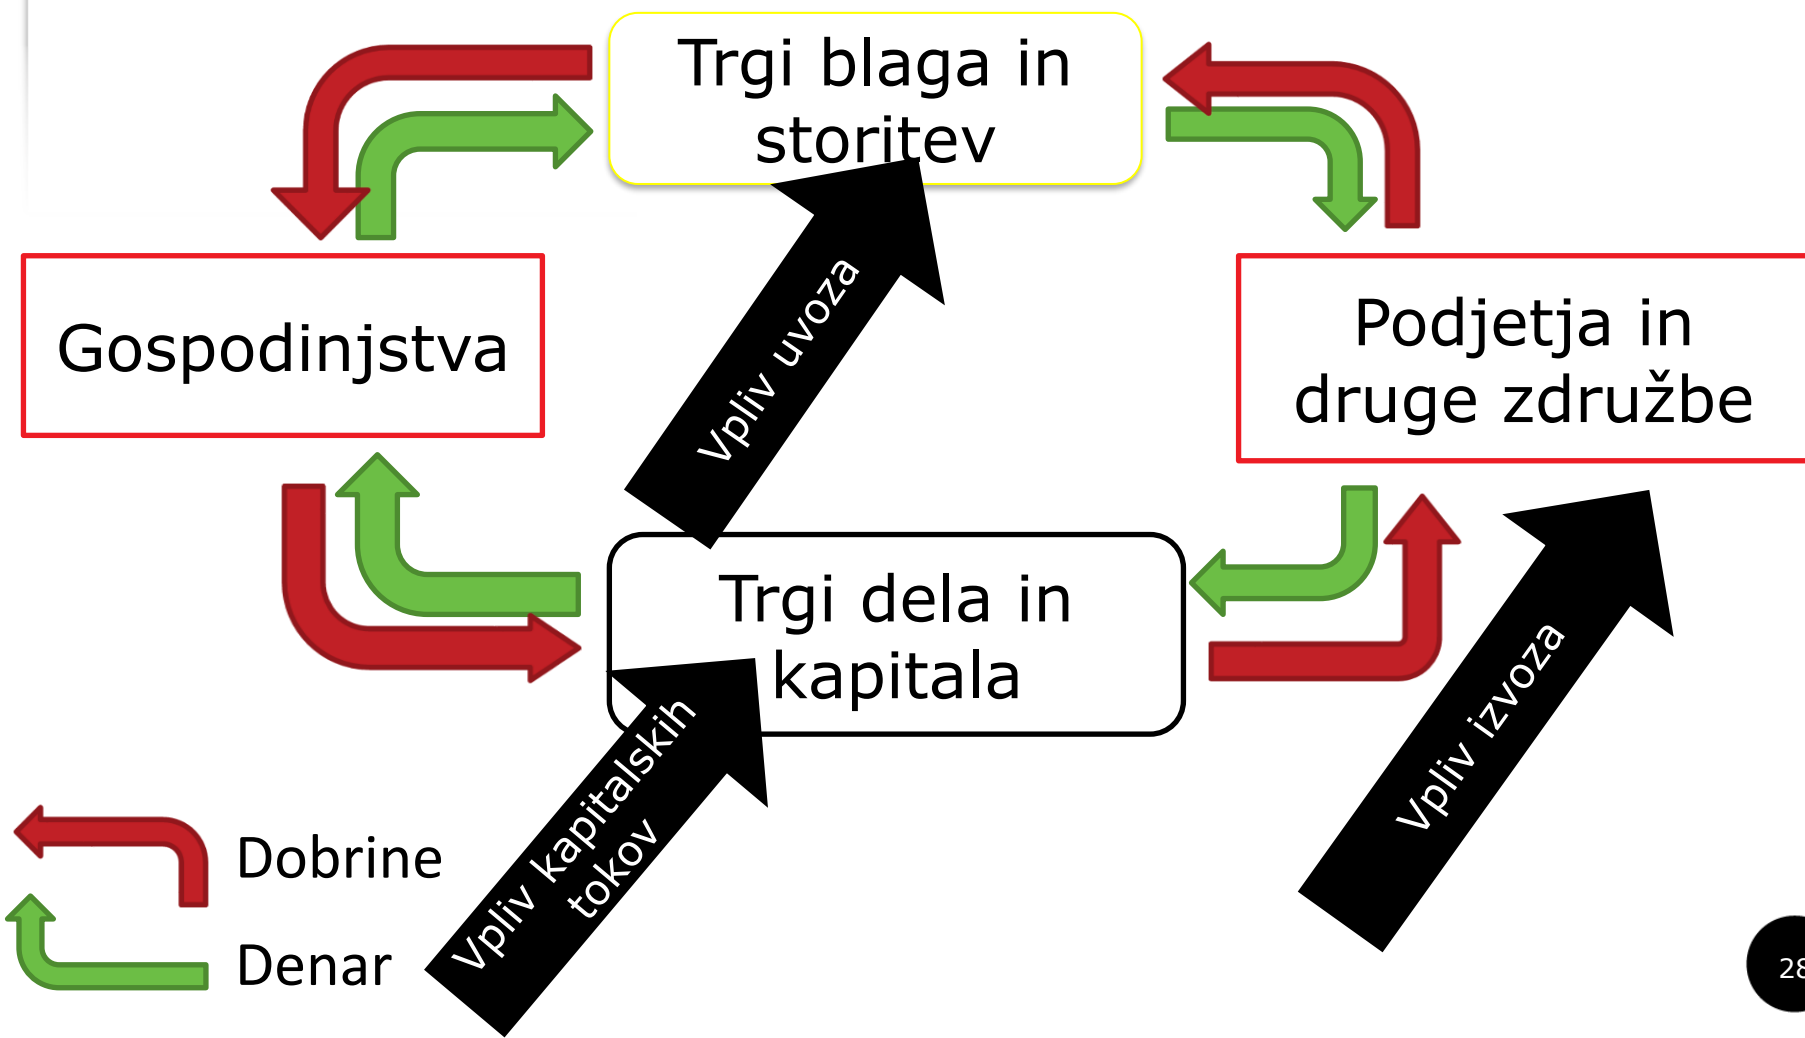 Trgi blaga in
storitev
Gospodinjstva
Vpliv uvoza
Podjetja in
druge združbe
Trgi dela in
kapitala
Vpliv izvoza
Vpliv kapitalskih
tokov
Dobrine
Denar
28